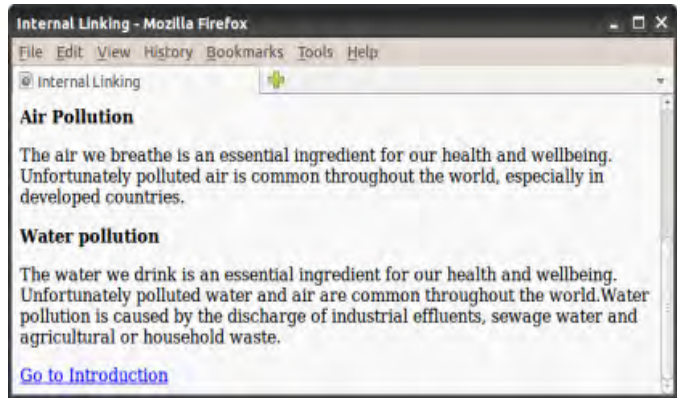 Internal Linking - Mozilla Firefox
File Edit View History Bookmarks Tools Help
Internal Linking
Air Pollution
The air we breathe is an essential ingredient for our health and wellbeing.
Unfortunately polluted air is common throughout the world, especially in
developed countries.
Water pollution
The water we drink is an essential ingredient for our health and wellbeing.
Unfortunately polluted water and air are common throughout the world.Water
pollution is caused by the discharge of industrial effluents, sewage water and
agricultural or household waste.
Go to Introduction